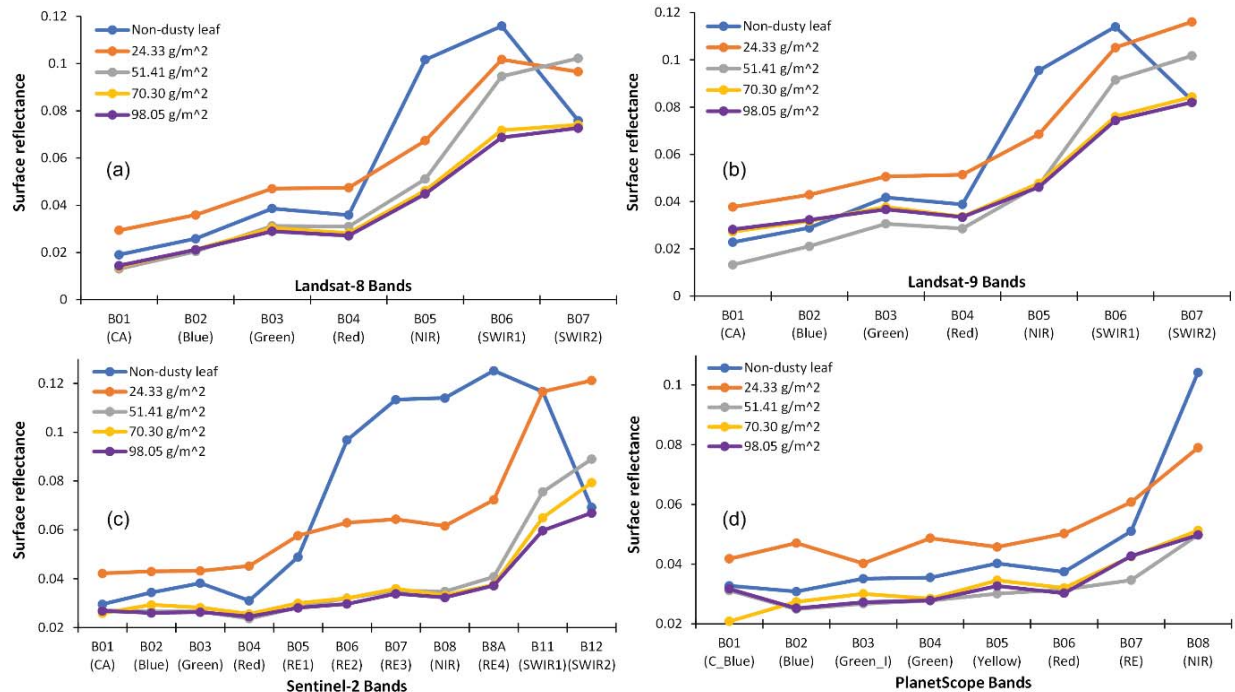 0.12
0.1
0.08
0.06
0.04
0.02
0
Surface reflectance
Non-dusty leaf
24.33 g/m^2
51.41 g/m^2
70.30 g/m^2
98.05 g/m^2
(a)
Landsat-8 Bands
B01 B02 B03 B04 B05 B06 B07
(CA) (Blue) (Green) (Red) (NIR) (SWIR1) (SWIR2)
0.12
0.1
0.08
0.06
0.04
0.02
0
Surface reflectance
Non-dusty leaf
24.33 g/m^2
51.41 g/m^2
70.30 g/m^2
98.05 g/m^2
(b)
Landsat-9 Bands
B01 B02 B03 B04 B05 B06 B07
(CA) (Blue) (Green) (Red) (NIR) (SWIR1) (SWIR2)
0.12
0.1
0.08
0.06
0.04
0.02
Surface reflectance
Non-dusty leaf
24.33 g/m^2
51.41 g/m^2
70.30 g/m^2
98.05 g/m^2
(c)
B01 B02 B03 B04 B05 B06 B07 B08 B8A B11 B12
(CA) (Blue) (Green) (Red) (RE1) (RE2) (RE3) (NIR) (RE4) (SWIR1) (SWIR2)
Sentinel-2 Bands
0.1
0.08
0.06
0.04
0.02
Surface reflectance
Non-dusty leaf
24.33 g/m^2
51.41 g/m^2
70.30 g/m^2
98.05 g/m^2
(d)
B01 B02 B03 B04 B05 B06 B07 B08
(C_Blue) (Blue) (Green_I) (Green) (Yellow) (Red) (RE) (NIR)
PlanetScope Bands